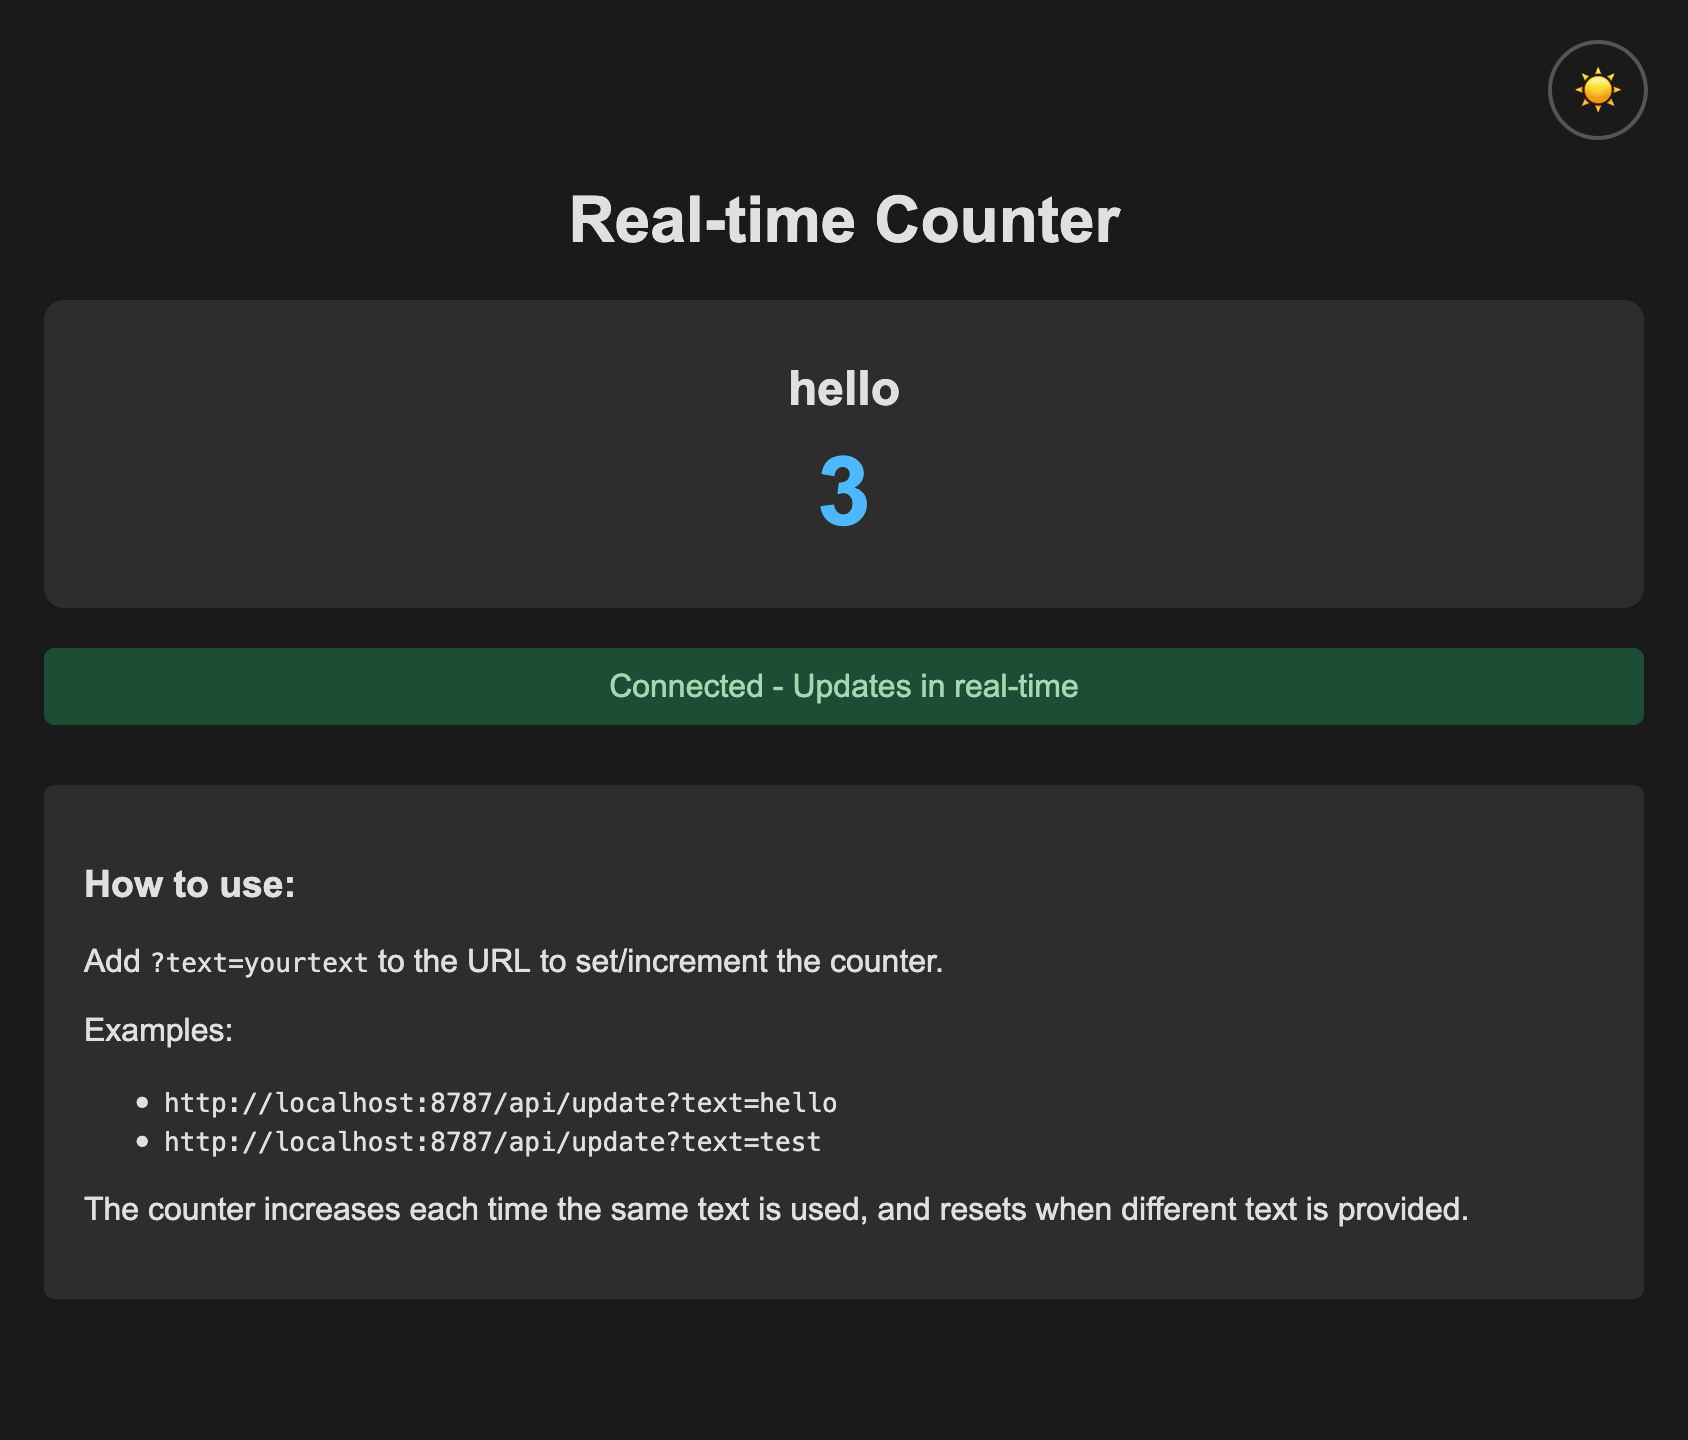 Real-time Counter
hello
3
Connected - Updates in real-time
How to use:
Add ?text=yourtext to the URL to set/increment the counter.
Examples:
• http://localhost:8787/api/update?text=hello
• http://localhost:8787/api/update?text=test
The counter increases each time the same text is used, and resets when different text is provided.